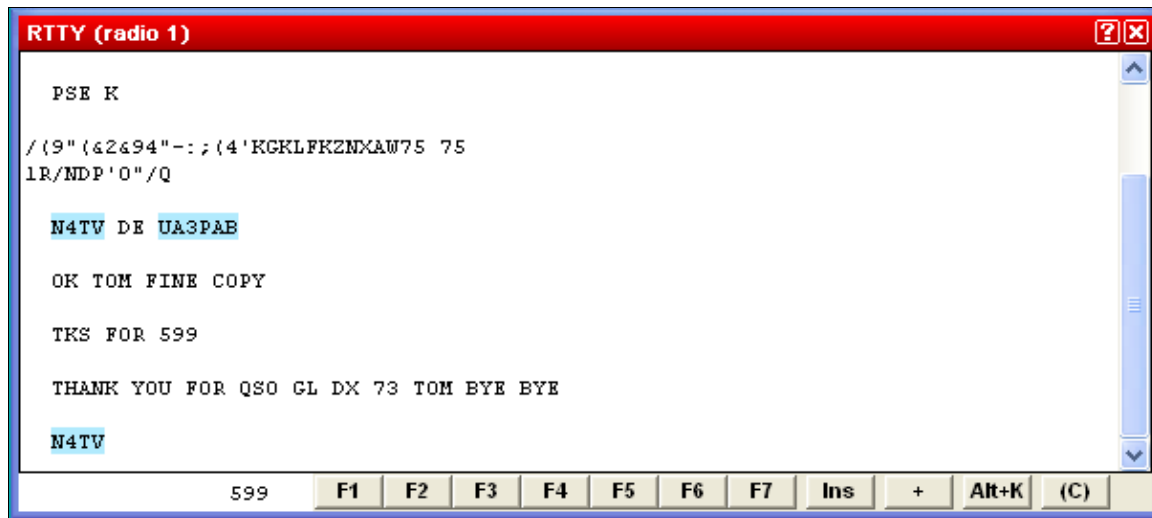 RTTY (radio 1)
PSE K
/(9"(&2&94"-:;(4'KGKLFKZNXAW75 75
1R/NDP'O"/Q
N4TV DE UA3PAB
OK TOM FINE COPY
TKS FOR 599
THANK YOU FOR QSO GL DX 73 TOM BYE BYE
N4TV
599 F1 F2 F3 F4 F5 F6 F7 Ins + Alt+K (C)